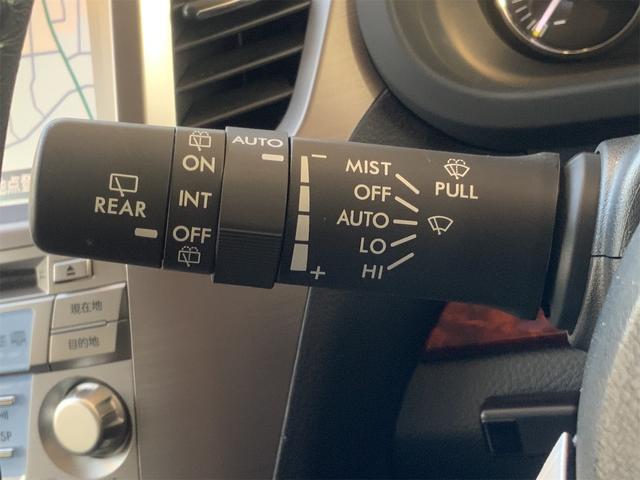 REAR
ON
INT
OFF
AUTO
−
+
MIST
OFF
AUTO
LO
HI
PULL
現在地
目的地